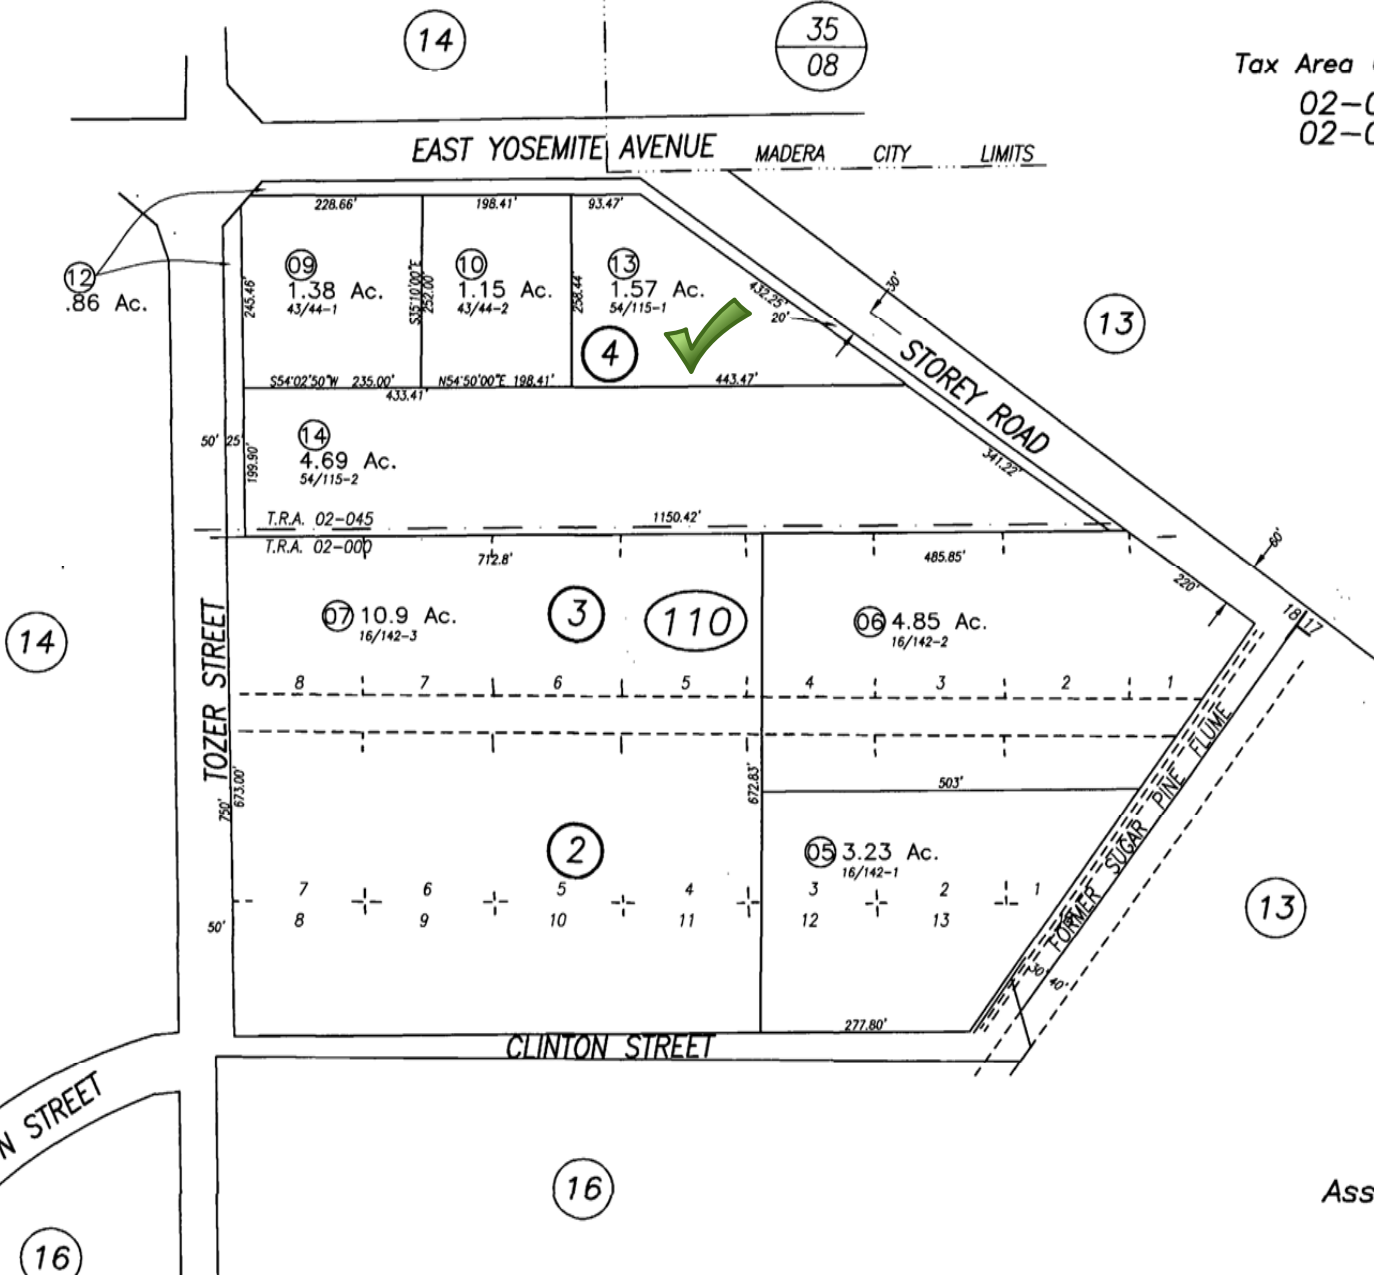 14
35
08
Tax Area
EAST YOSEMITE AVENUE
MADERA CITY LIMITS
228.66'
198.41'
93.47'
12
.86 Ac.
09
1.38 Ac.
43/44-1
245.46'
S35°10'00"E
252.00'
10
1.15 Ac.
43/44-2
258.44'
13
1.57 Ac.
54/115-1
432.25'
20'
30'
13
4
STOREY ROAD
S54°02'50"W 235.00'
N54°50'00"E 198.41'
443.47'
433.41'
14
4.69 Ac.
54/115-2
50'
25'
199.90'
341.22'
T.R.A. 02-045
1150.42'
T.R.A. 02-000
712.8'
485.85'
60'
220'
18
17
14
TOZER STREET
07 10.9 Ac.
16/142-3
3
110
06 4.85 Ac.
16/142-2
8 7 6 5 4 3 2 1
673.00'
750'
672.83'
503'
FORMER SUGAR PINE FLUME
2
05 3.23 Ac.
16/142-1
7 6 5 4 3 2 1
8 9 10 11 12 13
13
50'
30'
40'
277.80'
CLINTON STREET
N STREET
16
16